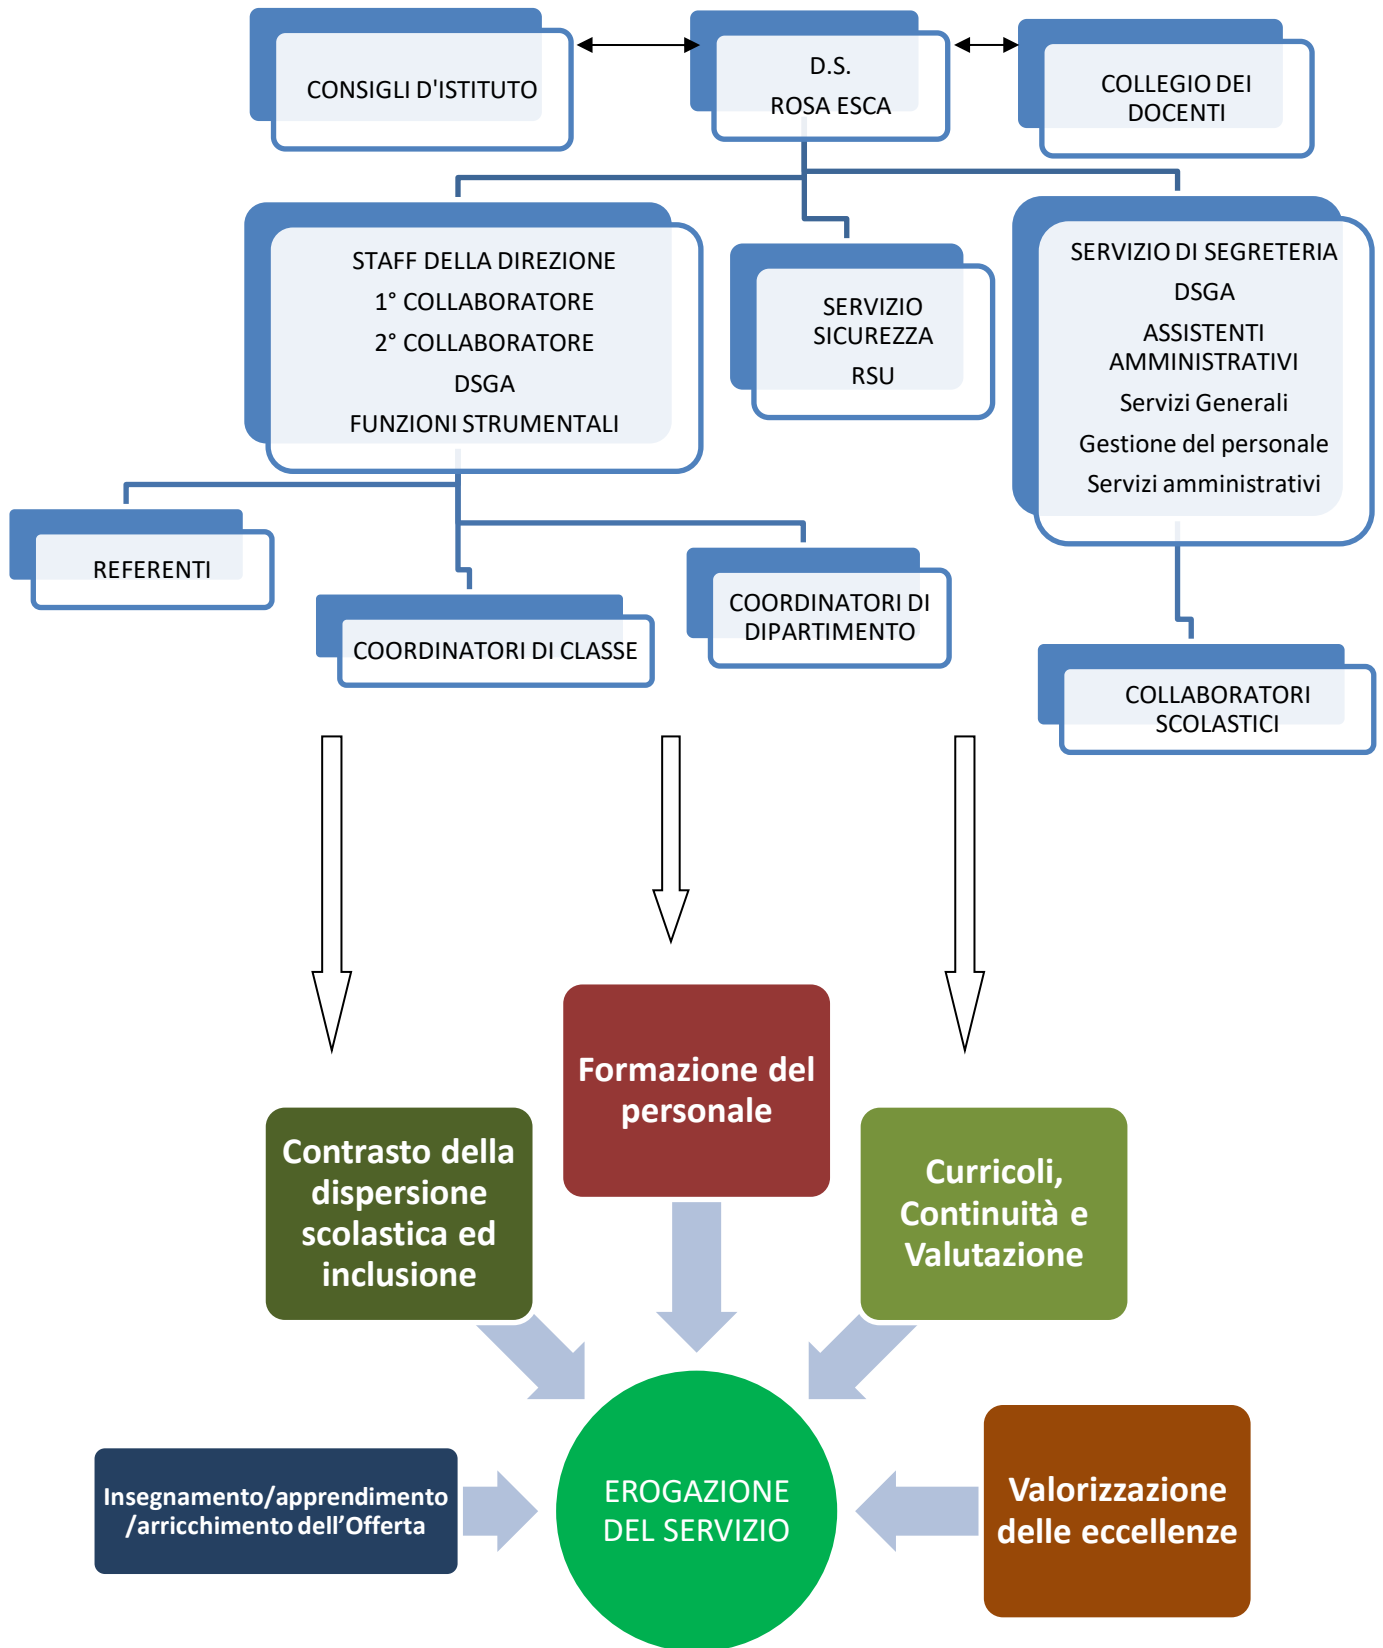 CONSIGLI D'ISTITUTO
D.S.
ROSA ESCA
COLLEGIO DEI
DOCENTI
STAFF DELLA DIREZIONE
1° COLLABORATORE
2° COLLABORATORE
DSGA
FUNZIONI STRUMENTALI
SERVIZIO
SICUREZZA
RSU
SERVIZIO DI SEGRETERIA
DSGA
ASSISTENTI
AMMINISTRATIVI
Servizi Generali
Gestione del personale
Servizi amministrativi
REFERENTI
COORDINATORI DI CLASSE
COORDINATORI DI
DIPARTIMENTO
COLLABORATORI
SCOLASTICI
Formazione del
personale
Contrasto della
dispersione
scolastica ed
inclusione
Curricoli,
Continuità e
Valutazione
Insegnamento/apprendimento
/arricchimento dell’Offerta
EROGAZIONE
DEL SERVIZIO
Valorizzazione
delle eccellenze